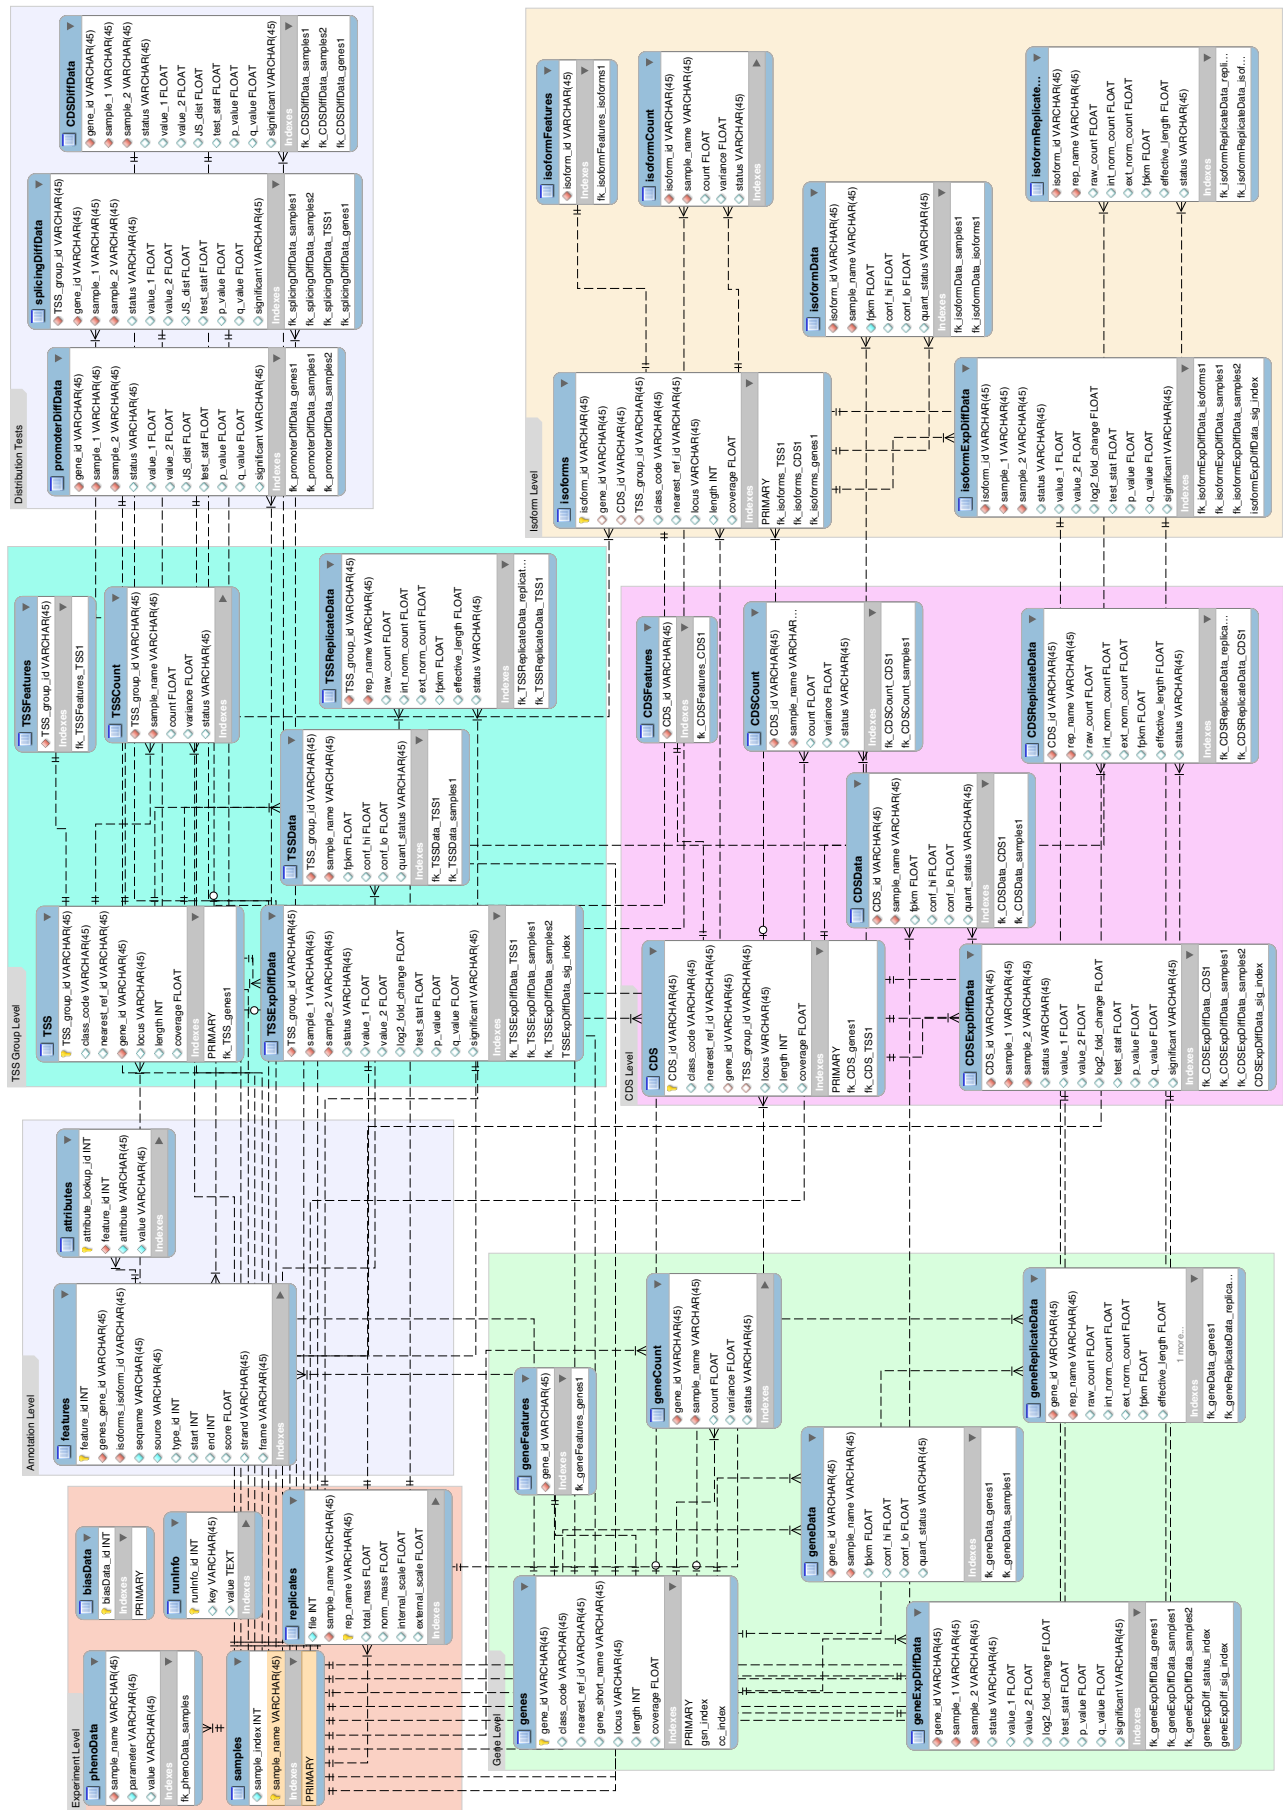 Experiment Level
phenoData
sample_name VARCHAR(45)
parameter VARCHAR(45)
value VARCHAR(45)
Indexes
fk_phenoData_samples
biasData
biasData_id INT
Indexes
PRIMARY
runInfo
runInfo_id INT
key VARCHAR(45)
value TEXT
Indexes
samples
sample_index INT
sample_name VARCHAR(45)
Indexes
PRIMARY
replicates
file INT
sample_name VARCHAR(45)
rep_name VARCHAR(45)
total_mass FLOAT
norm_mass FLOAT
internal_scale FLOAT
external_scale FLOAT
Indexes
Annotation Level
features
feature_id INT
genes_gene_id VARCHAR(45)
isoforms_isoform_id VARCHAR(45)
seqname VARCHAR(45)
source VARCHAR(45)
type_id INT
start INT
end INT
score FLOAT
strand VARCHAR(45)
frame VARCHAR(45)
Indexes
attributes
attribute_lookup_id INT
feature_id INT
attribute VARCHAR(45)
value VARCHAR(45)
Indexes
TSS Group Level
TSS
TSS_group_id VARCHAR(45)
class_code VARCHAR(45)
nearest_ref_id VARCHAR(45)
gene_id VARCHAR(45)
locus VARCHAR(45)
length INT
coverage FLOAT
Indexes
PRIMARY
fk_TSS_genes1
TSSFeatures
TSS_group_id VARCHAR(45)
Indexes
fk_TSSFeatures_TSS1
TSSCount
TSS_group_id VARCHAR(45)
sample_name VARCHAR(45)
count FLOAT
variance FLOAT
status VARCHAR(45)
Indexes
TSSExpDiffData
TSS_group_id VARCHAR(45)
sample_1 VARCHAR(45)
sample_2 VARCHAR(45)
status VARCHAR(45)
value_1 FLOAT
value_2 FLOAT
log2_fold_change FLOAT
test_stat FLOAT
p_value FLOAT
q_value FLOAT
significant VARCHAR(45)
Indexes
fk_TSSExpDiffData_TSS1
fk_TSSExpDiffData_samples1
fk_TSSExpDiffData_samples2
TSSExpDiffData_sig_index
TSSData
TSS_group_id VARCHAR(45)
sample_name VARCHAR(45)
fpkm FLOAT
conf_hi FLOAT
conf_lo FLOAT
quant_status VARCHAR(45)
Indexes
fk_TSSData_TSS1
fk_TSSData_samples1
TSSReplicateData
TSS_group_id VARCHAR(45)
rep_name VARCHAR(45)
raw_count FLOAT
int_norm_count FLOAT
ext_norm_count FLOAT
fpkm FLOAT
effective_length FLOAT
status VARCHAR(45)
Indexes
fk_TSSReplicateData_replicat...
fk_TSSReplicateData_TSS1
Distribution Tests
promoterDiffData
gene_id VARCHAR(45)
sample_1 VARCHAR(45)
sample_2 VARCHAR(45)
status VARCHAR(45)
value_1 FLOAT
value_2 FLOAT
JS_dist FLOAT
test_stat FLOAT
p_value FLOAT
q_value FLOAT
significant VARCHAR(45)
Indexes
fk_promoterDiffData_genes1
fk_promoterDiffData_samples1
fk_promoterDiffData_samples2
splicingDiffData
TSS_group_id VARCHAR(45)
gene_id VARCHAR(45)
sample_1 VARCHAR(45)
sample_2 VARCHAR(45)
status VARCHAR(45)
value_1 FLOAT
value_2 FLOAT
JS_dist FLOAT
test_stat FLOAT
p_value FLOAT
q_value FLOAT
significant VARCHAR(45)
Indexes
fk_splicingDiffData_samples1
fk_splicingDiffData_samples2
fk_splicingDiffData_TSS1
fk_splicingDiffData_genes1
CDSDiffData
gene_id VARCHAR(45)
sample_1 VARCHAR(45)
sample_2 VARCHAR(45)
status VARCHAR(45)
value_1 FLOAT
value_2 FLOAT
JS_dist FLOAT
test_stat FLOAT
p_value FLOAT
q_value FLOAT
significant VARCHAR(45)
Indexes
fk_CDSDiffData_samples1
fk_CDSDiffData_samples2
fk_CDSDiffData_genes1
Gene Level
genes
gene_id VARCHAR(45)
class_code VARCHAR(45)
nearest_ref_id VARCHAR(45)
gene_short_name VARCHAR(45)
locus VARCHAR(45)
length INT
coverage FLOAT
Indexes
PRIMARY
gsn_index
cc_index
geneFeatures
gene_id VARCHAR(45)
Indexes
fk_geneFeatures_genes1
geneCount
gene_id VARCHAR(45)
sample_name VARCHAR(45)
count FLOAT
variance FLOAT
status VARCHAR(45)
Indexes
geneData
gene_id VARCHAR(45)
sample_name VARCHAR(45)
fpkm FLOAT
conf_hi FLOAT
conf_lo FLOAT
quant_status VARCHAR(45)
Indexes
fk_geneData_genes1
fk_geneData_samples1
geneExpDiffData
gene_id VARCHAR(45)
sample_1 VARCHAR(45)
sample_2 VARCHAR(45)
status VARCHAR(45)
value_1 FLOAT
value_2 FLOAT
log2_fold_change FLOAT
test_stat FLOAT
p_value FLOAT
q_value FLOAT
significant VARCHAR(45)
Indexes
fk_geneExpDiffData_genes1
fk_geneExpDiffData_samples1
fk_geneExpDiffData_samples2
geneExpDiff_status_index
geneExpDiff_sig_index
geneReplicateData
gene_id VARCHAR(45)
rep_name VARCHAR(45)
raw_count FLOAT
int_norm_count FLOAT
ext_norm_count FLOAT
fpkm FLOAT
effective_length FLOAT
1 more...
Indexes
fk_geneData_genes1
fk_geneReplicateData_replica...
CDS Level
CDS
CDS_id VARCHAR(45)
class_code VARCHAR(45)
nearest_ref_id VARCHAR(45)
gene_id VARCHAR(45)
TSS_group_id VARCHAR(45)
locus VARCHAR(45)
length INT
coverage FLOAT
Indexes
PRIMARY
fk_CDS_genes1
fk_CDS_TSS1
CDSFeatures
CDS_id VARCHAR(45)
Indexes
fk_CDSFeatures_CDS1
CDSCount
CDS_id VARCHAR(45)
sample_name VARCHAR...
count FLOAT
variance FLOAT
status VARCHAR(45)
Indexes
fk_CDSCount_CDS1
fk_CDSCount_samples1
CDSData
CDS_id VARCHAR(45)
sample_name VARCHAR(45)
fpkm FLOAT
conf_hi FLOAT
conf_lo FLOAT
quant_status VARCHAR(45)
Indexes
fk_CDSData_CDS1
fk_CDSData_samples1
CDSExpDiffData
CDS_id VARCHAR(45)
sample_1 VARCHAR(45)
sample_2 VARCHAR(45)
status VARCHAR(45)
value_1 FLOAT
value_2 FLOAT
log2_fold_change FLOAT
test_stat FLOAT
p_value FLOAT
q_value FLOAT
significant VARCHAR(45)
Indexes
fk_CDSExpDiffData_CDS1
fk_CDSExpDiffData_samples1
fk_CDSExpDiffData_samples2
CDSExpDiffData_sig_index
CDSReplicateData
CDS_id VARCHAR(45)
rep_name VARCHAR(45)
raw_count FLOAT
int_norm_count FLOAT
ext_norm_count FLOAT
fpkm FLOAT
effective_length FLOAT
status VARCHAR(45)
Indexes
fk_CDSReplicateData_replica...
fk_CDSReplicateData_CDS1
Isoform Level
isoforms
isoform_id VARCHAR(45)
gene_id VARCHAR(45)
CDS_id VARCHAR(45)
TSS_group_id VARCHAR(45)
class_code VARCHAR(45)
nearest_ref_id VARCHAR(45)
locus VARCHAR(45)
length INT
coverage FLOAT
Indexes
PRIMARY
fk_isoforms_TSS1
fk_isoforms_CDS1
fk_isoforms_genes1
isoformFeatures
isoform_id VARCHAR(45)
Indexes
fk_isoformFeatures_isoforms1
isoformCount
isoform_id VARCHAR(45)
sample_name VARCHAR(45)
count FLOAT
variance FLOAT
status VARCHAR(45)
Indexes
isoformData
isoform_id VARCHAR(45)
sample_name VARCHAR(45)
fpkm FLOAT
conf_hi FLOAT
conf_lo FLOAT
quant_status VARCHAR(45)
Indexes
fk_isoformData_samples1
fk_isoformData_isoforms1
isoformExpDiffData
isoform_id VARCHAR(45)
sample_1 VARCHAR(45)
sample_2 VARCHAR(45)
status VARCHAR(45)
value_1 FLOAT
value_2 FLOAT
log2_fold_change FLOAT
test_stat FLOAT
p_value FLOAT
q_value FLOAT
significant VARCHAR(45)
Indexes
fk_isoformExpDiffData_isoforms1
fk_isoformExpDiffData_samples1
fk_isoformExpDiffData_samples2
isoformExpDiffData_sig_index
isoformReplicate...
isoform_id VARCHAR(45)
rep_name VARCHAR(45)
raw_count FLOAT
int_norm_count FLOAT
ext_norm_count FLOAT
fpkm FLOAT
effective_length FLOAT
status VARCHAR(45)
Indexes
fk_isoformReplicateData_repli...
fk_isoformReplicateData_isof...